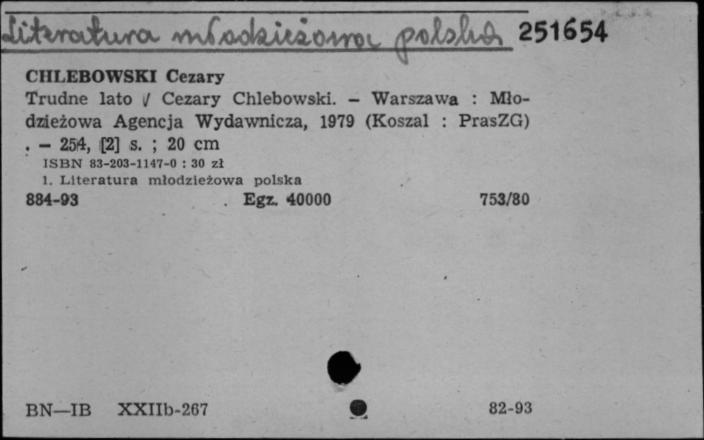 Literatura młodzieżowa polska 251654
CHLEBOWSKI Cezary
Trudne lato / Cezary Chlebowski. — Warszawa : Mło-
dzieżowa Agencja Wydawnicza, 1979 (Koszal : PrasZG)
. — 254, [2] s. ; 20 cm
ISBN 83-203-1147-0 : 30 zł
1. Literatura młodzieżowa polska
884-93 . Egz. 40000 753/80
BN—IB XXIIb-267 82-93